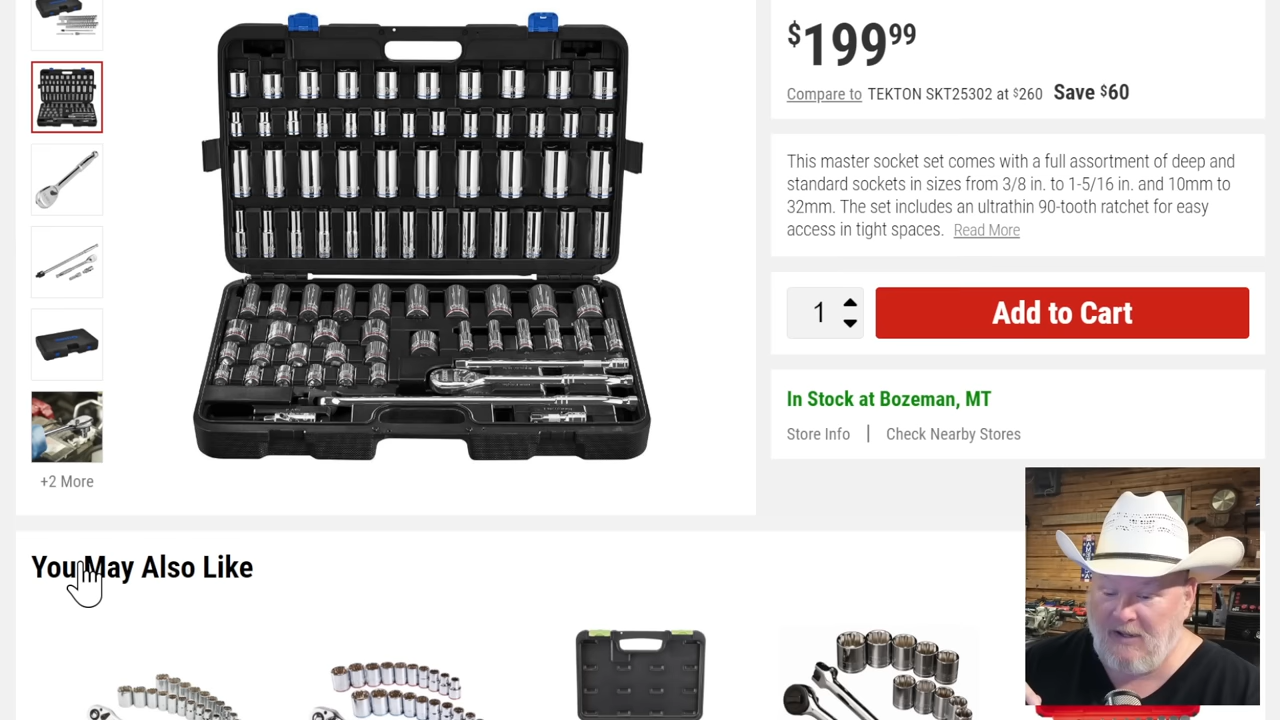 $199 99
Compare to TEKTON SKT25302 at $260 Save $60
This master socket set comes with a full assortment of deep and
standard sockets in sizes from 3/8 in. to 1-5/16 in. and 10mm to
32mm. The set includes an ultrathin 90-tooth ratchet for easy
access in tight spaces. Read More
1
Add to Cart
In Stock at Bozeman, MT
Store Info | Check Nearby Stores
+2 More
You May Also Like